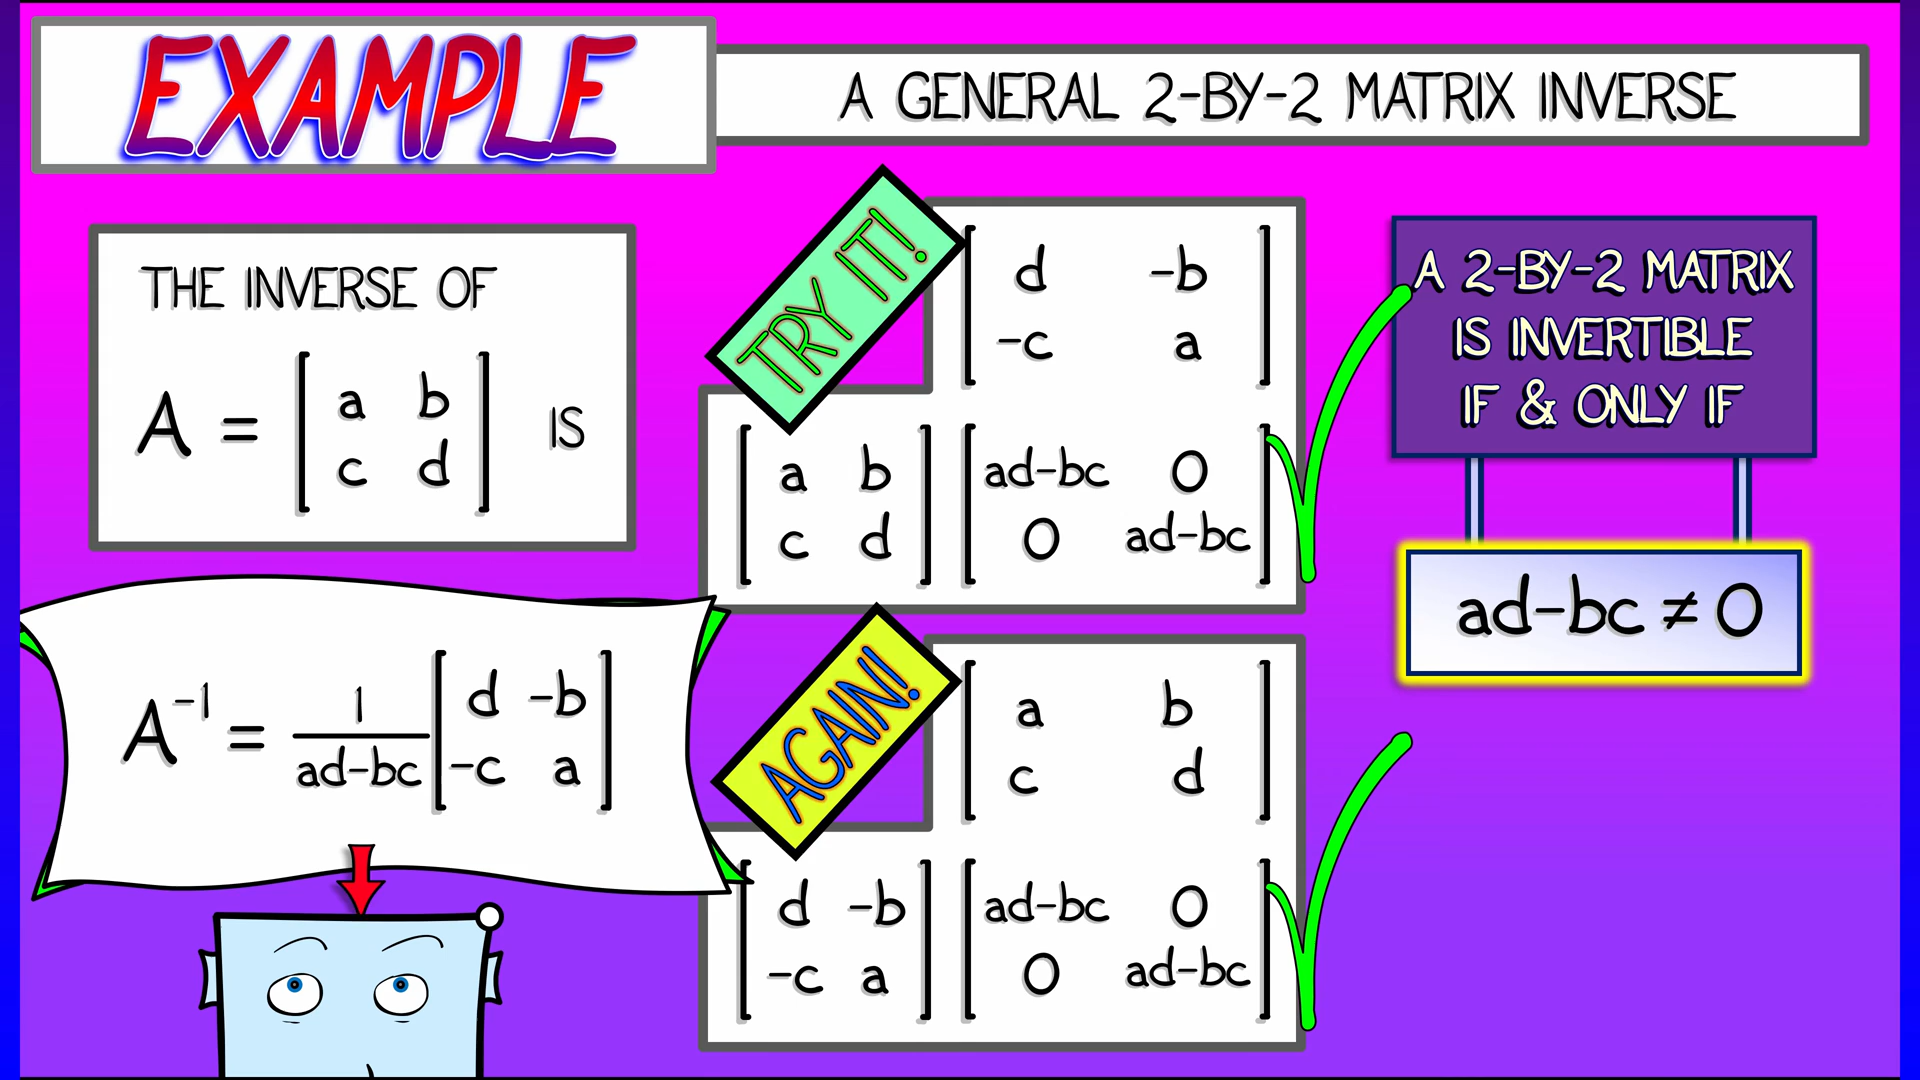 EXAMPLE
A GENERAL 2-BY-2 MATRIX INVERSE
THE INVERSE OF
A = [ a b
c d ] IS
A⁻¹ = 1/(ad-bc) [ d -b
-c a ]
TRY IT!
[ d -b
-c a ]
[ a b [ ad-bc 0
c d ] 0 ad-bc ]
AGAIN!
[ a b
c d ]
[ d -b [ ad-bc 0
-c a ] 0 ad-bc ]
A 2-BY-2 MATRIX
IS INVERTIBLE
IF & ONLY IF
ad-bc ≠ 0